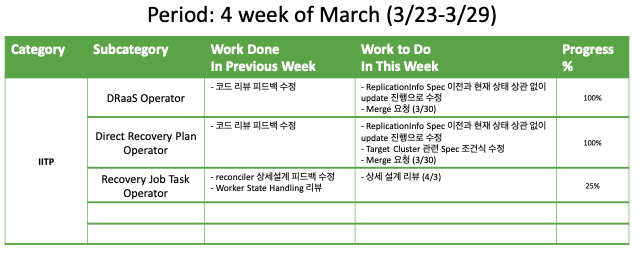 Period: 4 week of March (3/23-3/29)
Category
Subcategory
Work Done
In Previous Week
Work to Do
In This Week
Progress
%
IITP
DRaaS Operator
- 코드 리뷰 피드백 수정
- ReplicationInfo Spec 이전과 현재 상태 상관 없이
update 진행으로 수정
- Merge 요청 (3/30)
100%
Direct Recovery Plan
Operator
- 코드 리뷰 피드백 수정
- ReplicationInfo Spec 이전과 현재 상태 상관 없이
update 진행으로 수정
- Target Cluster 관련 Spec 조건식 수정
- Merge 요청 (3/30)
100%
Recovery Job Task
Operator
- reconciler 상세설계 피드백 수정
- Worker State Handling 리뷰
- 상세 설계 리뷰 (4/3)
25%